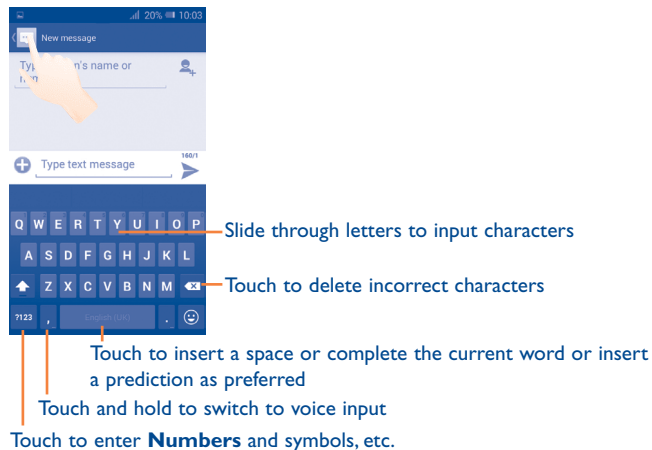 20% 10:03
New message
Typ n's name or
160/1
Type text message
Q W E R T Y U I O P
A S D F G H J K L
Z X C V B N M
?123 , English (UK) .
Slide through letters to input characters
Touch to delete incorrect characters
Touch to insert a space or complete the current word or insert
a prediction as preferred
Touch and hold to switch to voice input
Touch to enter Numbers and symbols, etc.